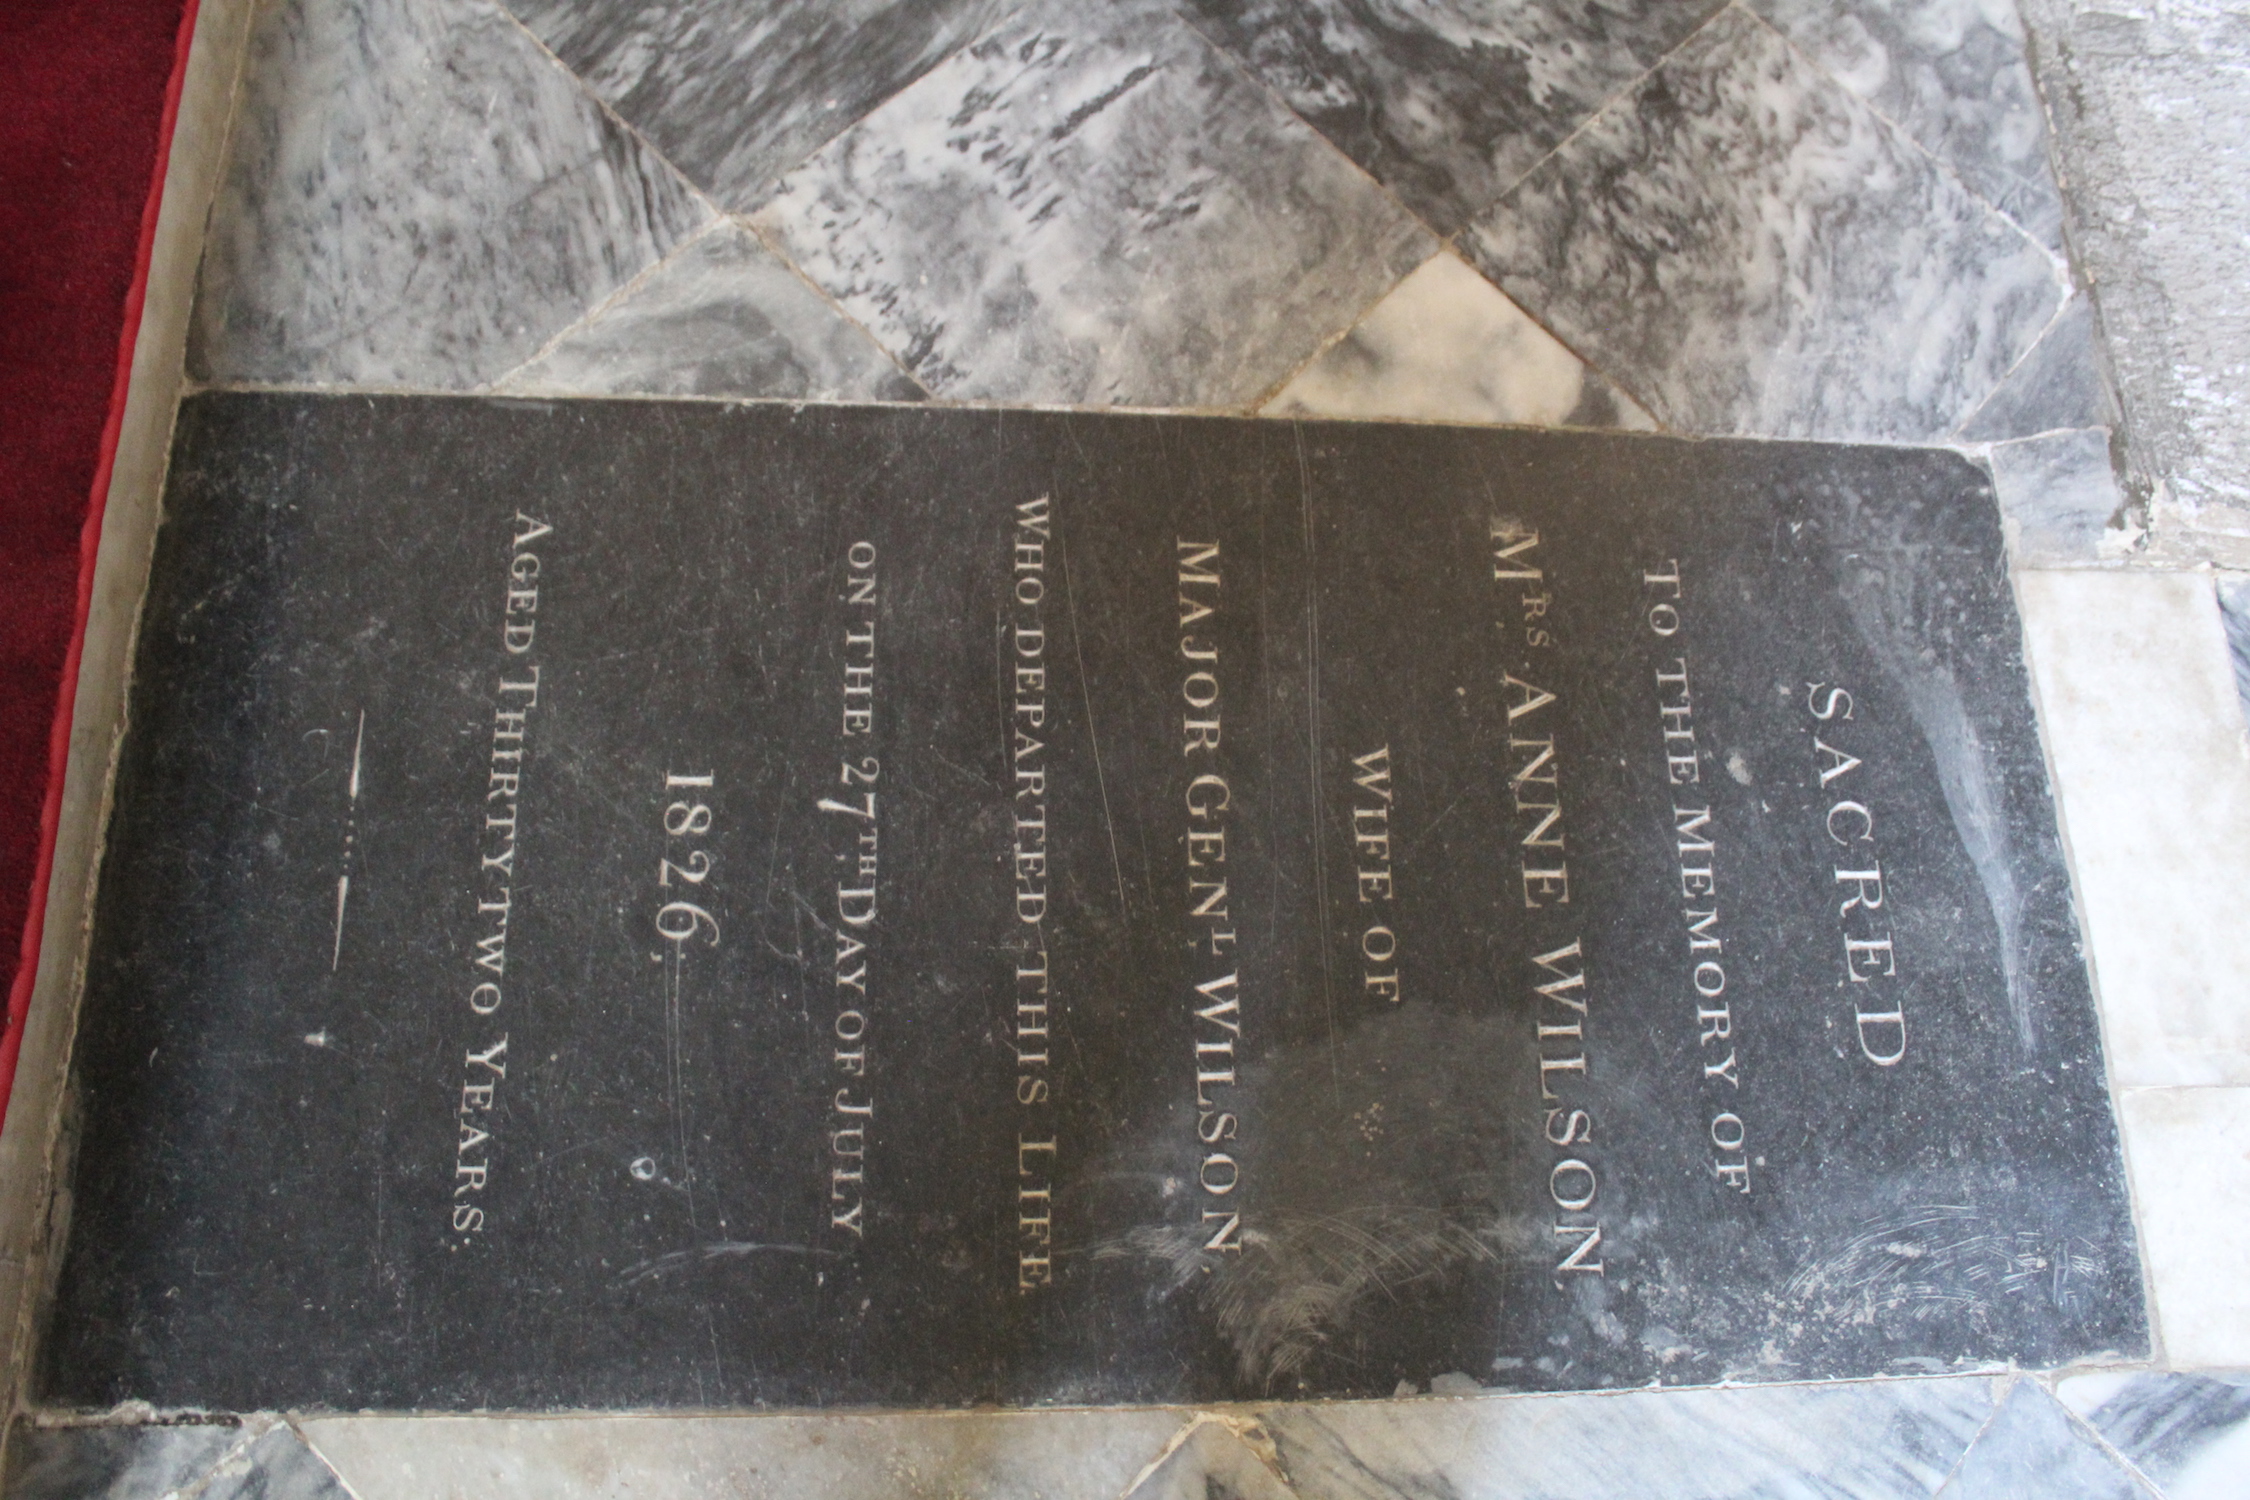 SACRED
TO THE MEMORY OF
MRS. ANNE WILSON,
WIFE OF
MAJOR GENL. WILSON,
WHO DEPARTED THIS LIFE
ON THE 27TH. DAY OF JULY
1826,
AGED THIRTY TWO YEARS.